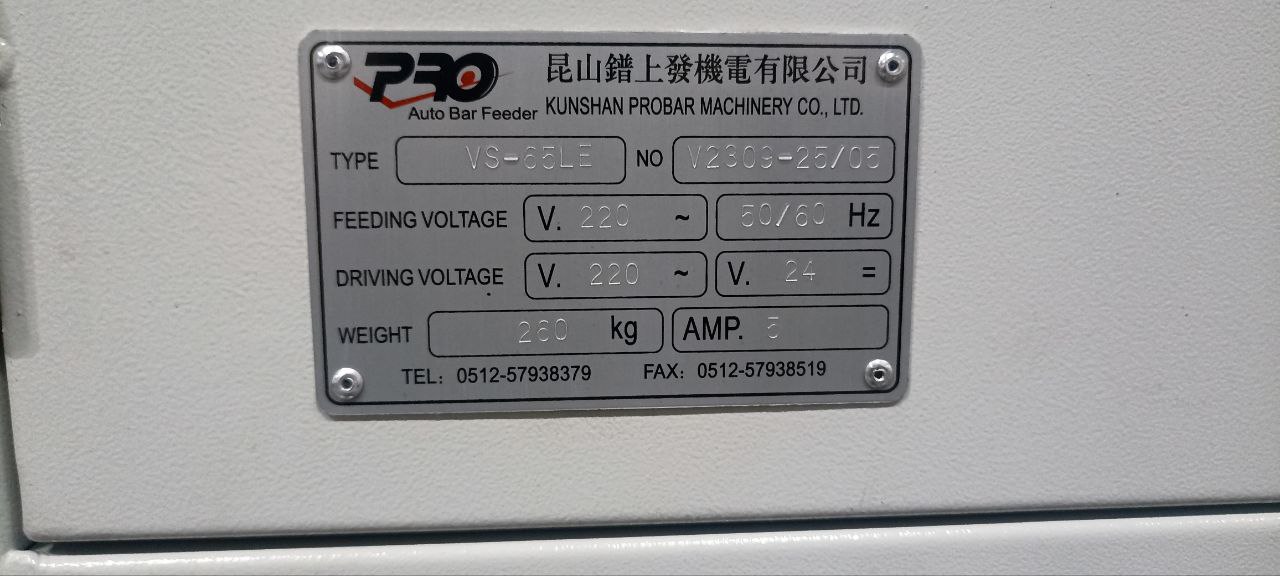 PRO
Auto Bar Feeder
昆山鐠上發機電有限公司
KUNSHAN PROBAR MACHINERY CO., LTD.
TYPE VS-65LE NO V2309-25/05
FEEDING VOLTAGE V. 220 ~ 50/60 Hz
DRIVING VOLTAGE V. 220 ~ V. 24 =
WEIGHT 260 kg AMP. 5
TEL: 0512-57938379 FAX: 0512-57938519